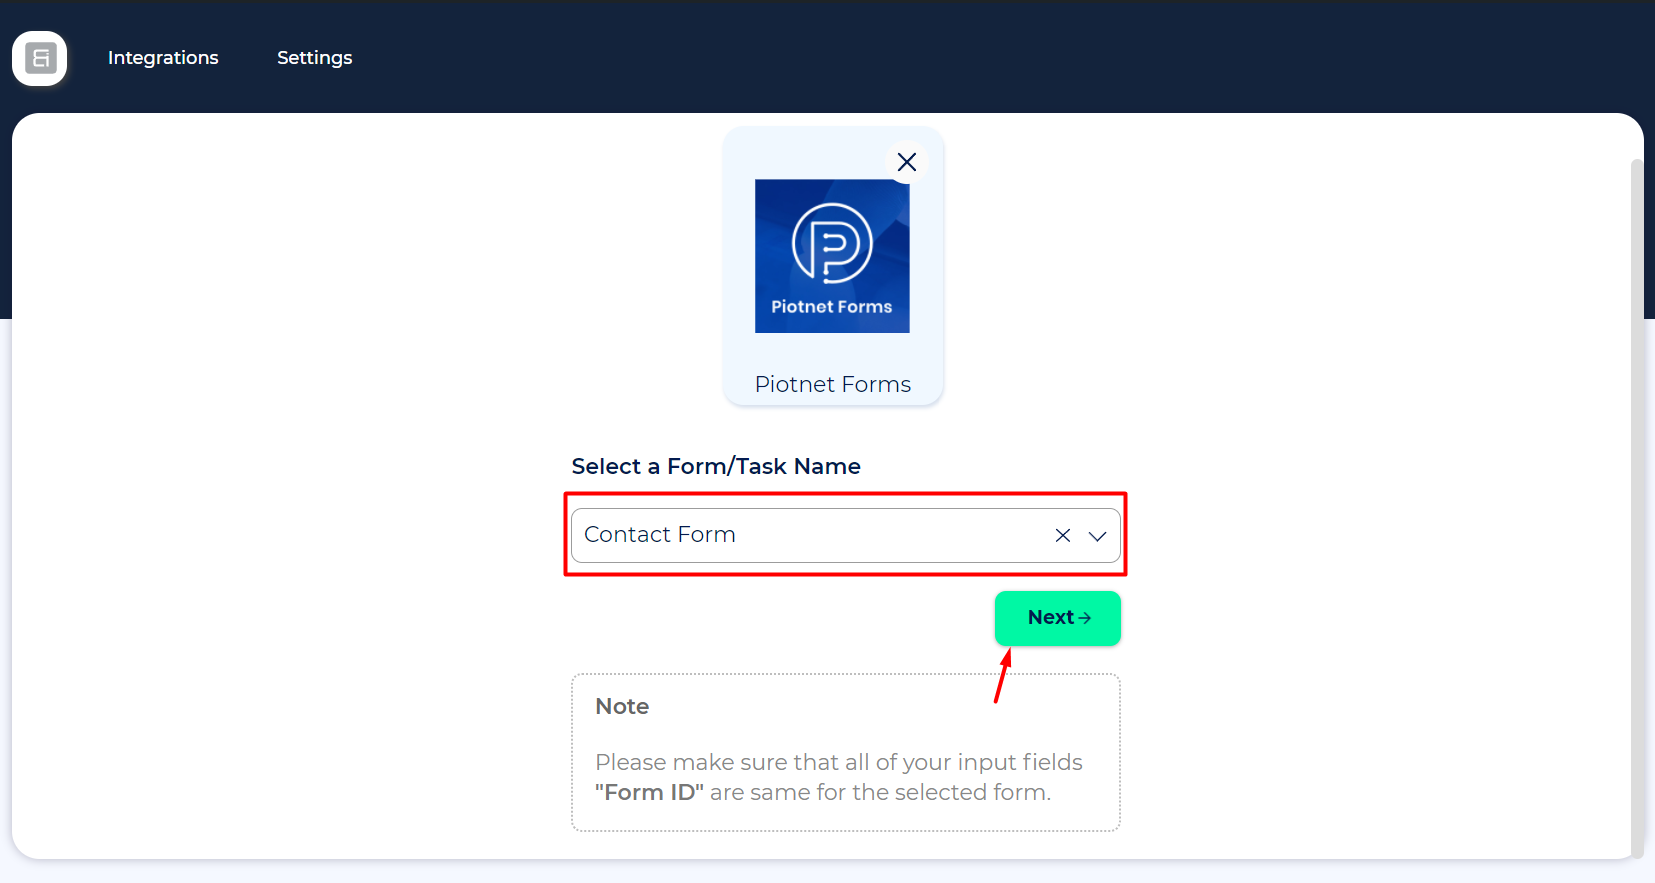 Integrations Settings
Piotnet Forms
Piotnet Forms
Select a Form/Task Name
Contact Form
Next
Note
Please make sure that all of your input fields
"Form ID" are same for the selected form.